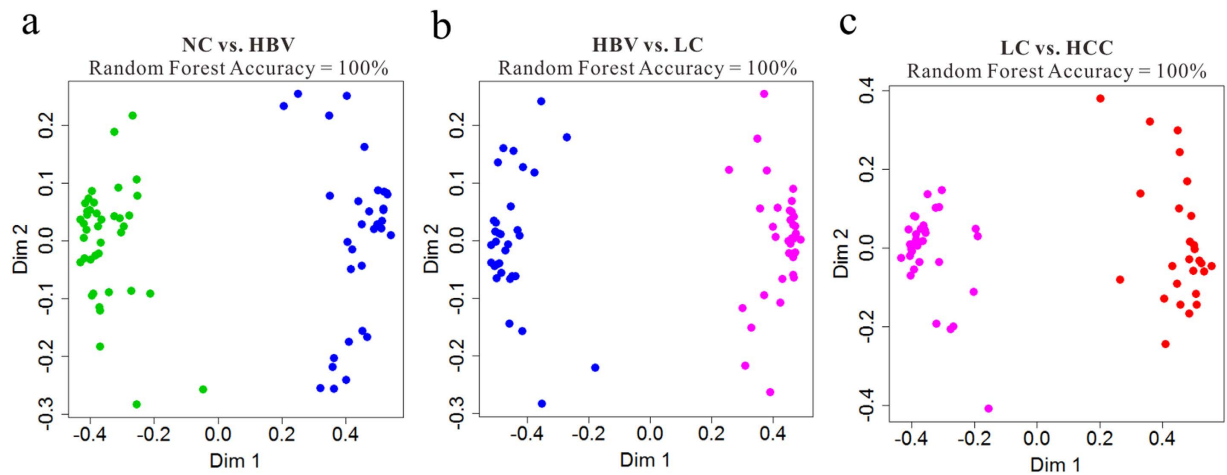 a
NC vs. HBV
Random Forest Accuracy = 100%
Dim 2
0.2
0.1
0.0
-0.1
-0.2
-0.3
-0.4 -0.2 0.0 0.2 0.4
Dim 1
b
HBV vs. LC
Random Forest Accuracy = 100%
Dim 2
0.2
0.1
0.0
-0.1
-0.2
-0.3
-0.4 -0.2 0.0 0.2 0.4
Dim 1
c
LC vs. HCC
Random Forest Accuracy = 100%
Dim 2
0.4
0.2
0.0
-0.2
-0.4
-0.4 -0.2 0.0 0.2 0.4
Dim 1